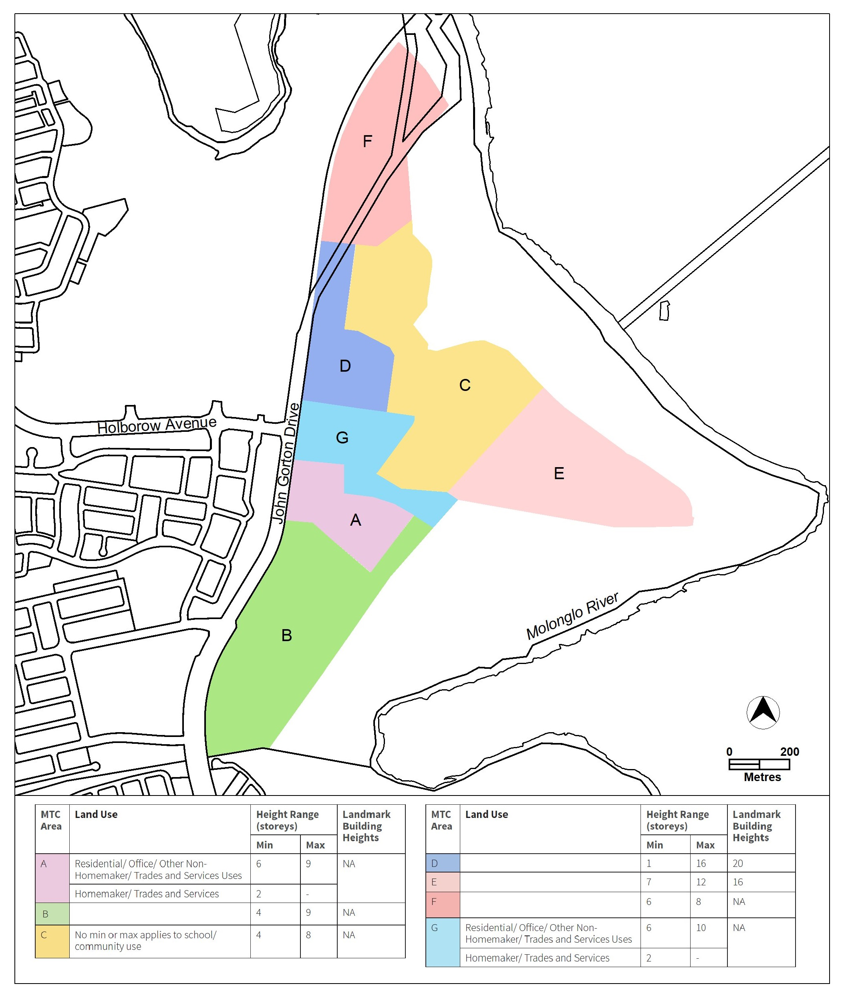 F
D
C
Holborow Avenue
John Gorton Drive
G
E
A
B
Molonglo River
0 200
Metres
MTC Area
Land Use
Height Range (storeys)
Landmark Building Heights
Min Max
A
Residential/ Office/ Other Non-
Homemaker/ Trades and Services Uses
6 9 NA
Homemaker/ Trades and Services 2 -
B 4 9 NA
C
No min or max applies to school/
community use
4 8 NA
MTC Area
Land Use
Height Range (storeys)
Landmark Building Heights
Min Max
D 1 16 20
E 7 12 16
F 6 8 NA
G
Residential/ Office/ Other Non-
Homemaker/ Trades and Services Uses
6 10 NA
Homemaker/ Trades and Services 2 -